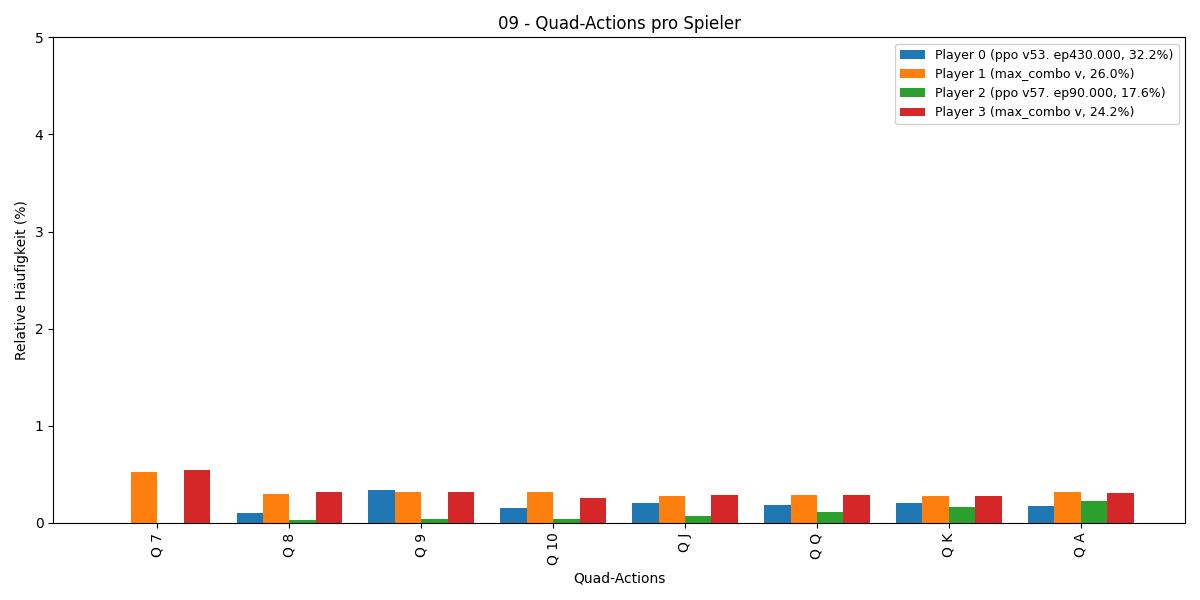 09 - Quad-Actions pro Spieler
Player 0 (ppo v53. ep430.000, 32.2%)
Player 1 (max_combo v, 26.0%)
Player 2 (ppo v57. ep90.000, 17.6%)
Player 3 (max_combo v, 24.2%)
Relative Häufigkeit (%)
5
4
3
2
1
0
Q 7
Q 8
Q 9
Q 10
Q J
Q Q
Q K
Q A
Quad-Actions